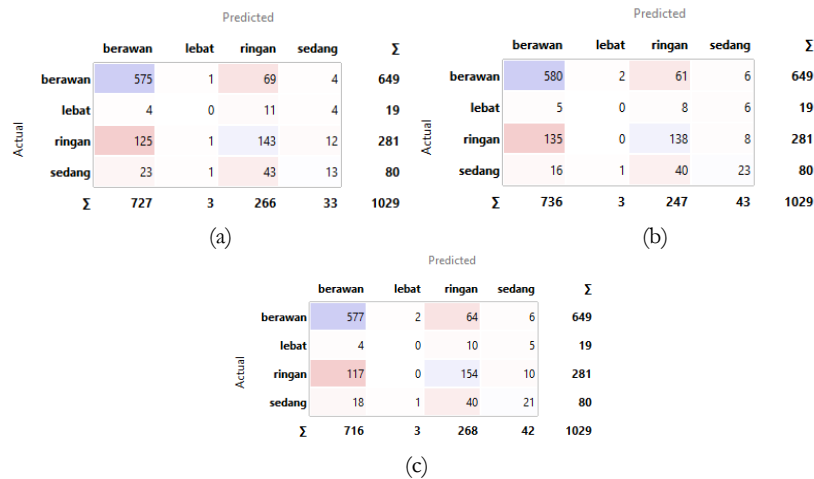 Predicted
berawan lebat ringan sedang Σ
berawan 575 1 69 4 649
lebat 4 0 11 4 19
ringan 125 1 143 12 281
sedang 23 1 43 13 80
Σ 727 3 266 33 1029
Actual
(a)
Predicted
berawan lebat ringan sedang Σ
berawan 580 2 61 6 649
lebat 5 0 8 6 19
ringan 135 0 138 8 281
sedang 16 1 40 23 80
Σ 736 3 247 43 1029
Actual
(b)
Predicted
berawan lebat ringan sedang Σ
berawan 577 2 64 6 649
lebat 4 0 10 5 19
ringan 117 0 154 10 281
sedang 18 1 40 21 80
Σ 716 3 268 42 1029
Actual
(c)